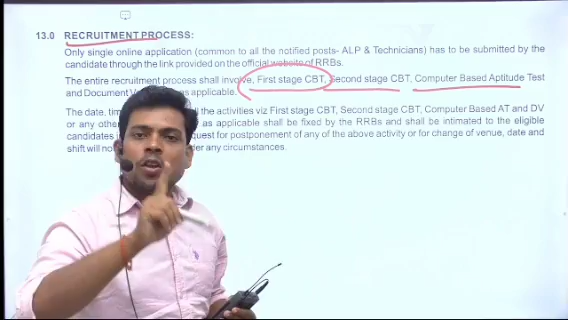 13.0 RECRUITMENT PROCESS:
Only single online application (common to all the notified posts- ALP & Technicians) has to be submitted by the
candidate through the link provided on the official website of RRBs.
The entire recruitment process shall involve, First stage CBT, Second stage CBT, Computer Based Aptitude Test
and Document as applicable.
The date, all the activities viz First stage CBT, Second stage CBT, Computer Based AT and DV
or any other as applicable shall be fixed by the RRBs and shall be intimated to the eligible
candidates for postponement of any of the above activity or for change of venue, date and
shift will not any circumstances.